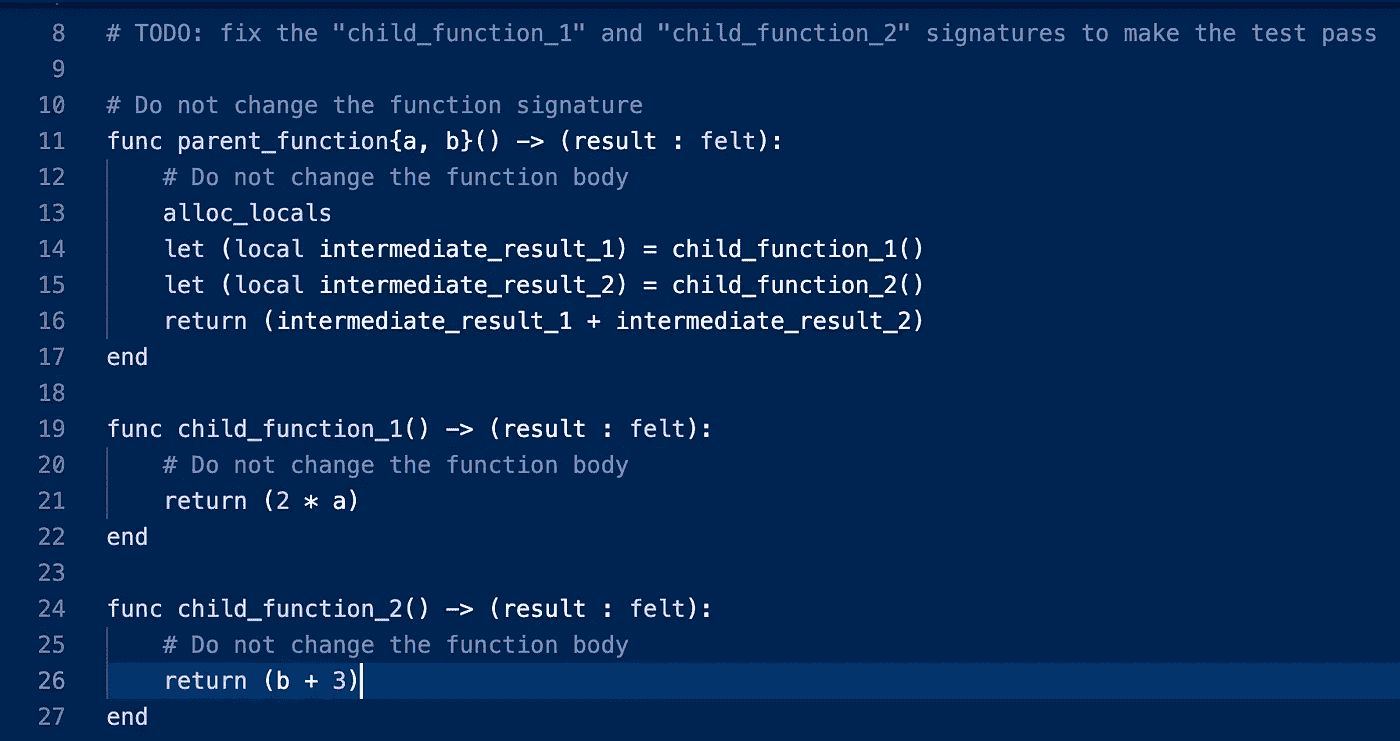 8 # TODO: fix the "child_function_1" and "child_function_2" signatures to make the test pass
9
10 # Do not change the function signature
11 func parent_function{a, b}() -> (result : felt):
12 # Do not change the function body
13 alloc_locals
14 let (local intermediate_result_1) = child_function_1()
15 let (local intermediate_result_2) = child_function_2()
16 return (intermediate_result_1 + intermediate_result_2)
17 end
18
19 func child_function_1() -> (result : felt):
20 # Do not change the function body
21 return (2 * a)
22 end
23
24 func child_function_2() -> (result : felt):
25 # Do not change the function body
26 return (b + 3)
27 end